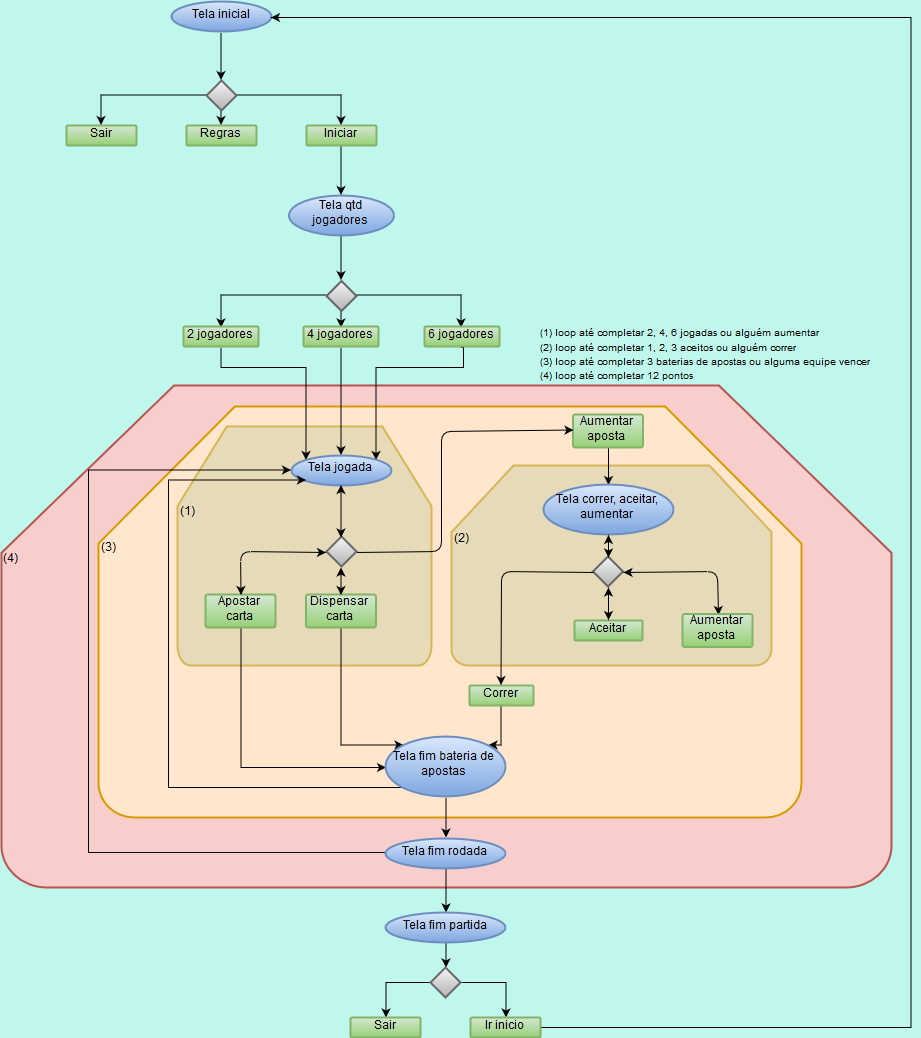 Tela inicial
Sair
Regras
Iniciar
Tela qtd
jogadores
2 jogadores
4 jogadores
6 jogadores
(1) loop até completar 2, 4, 6 jogadas ou alguém aumentar
(2) loop até completar 1, 2, 3 aceitos ou alguém correr
(3) loop até completar 3 baterias de apostas ou alguma equipe vencer
(4) loop até completar 12 pontos
Aumentar
aposta
Tela jogada
Tela correr, aceitar,
aumentar
(1)
(2)
(3)
(4)
Apostar
carta
Dispensar
carta
Aceitar
Aumentar
aposta
Correr
Tela fim bateria de
apostas
Tela fim rodada
Tela fim partida
Sair
Ir inicio